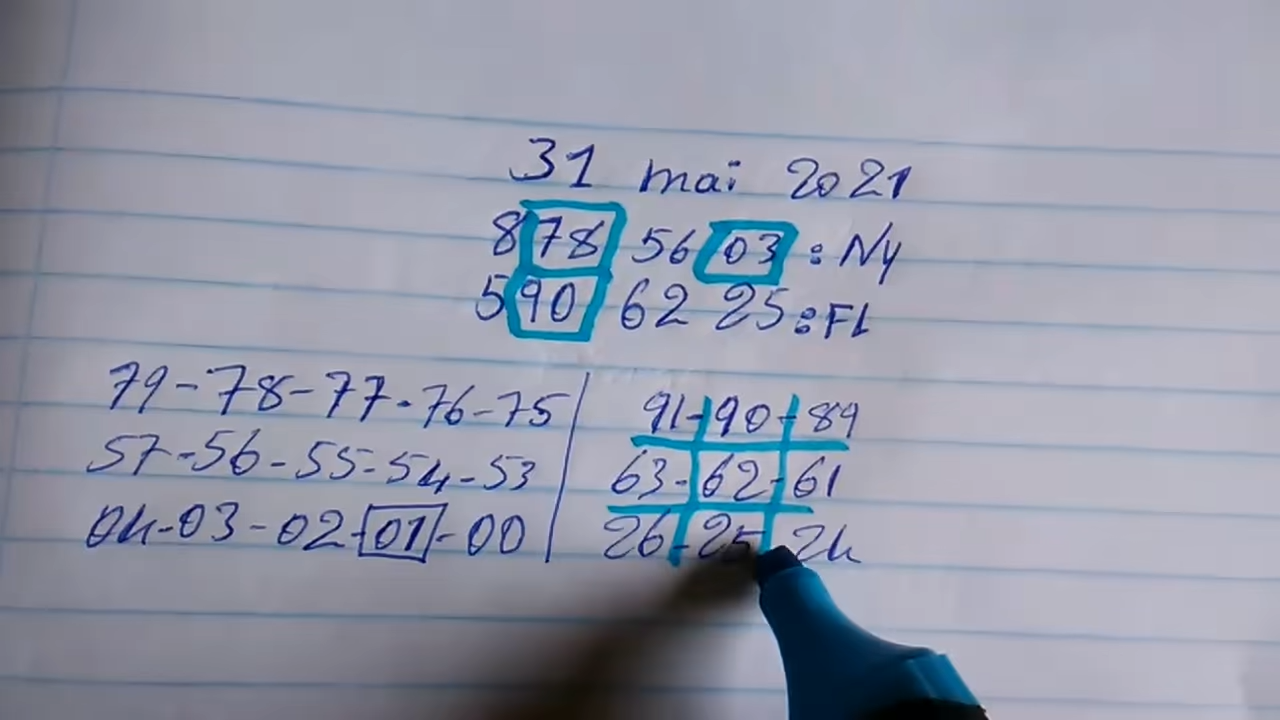 31 mai 2021
878 56 03 : Ny
590 62 25 : FL
79-78-77-76-75
57-56-55-54-53
04-03-02-01-00
91-90-89
63-62-61
26-25-24